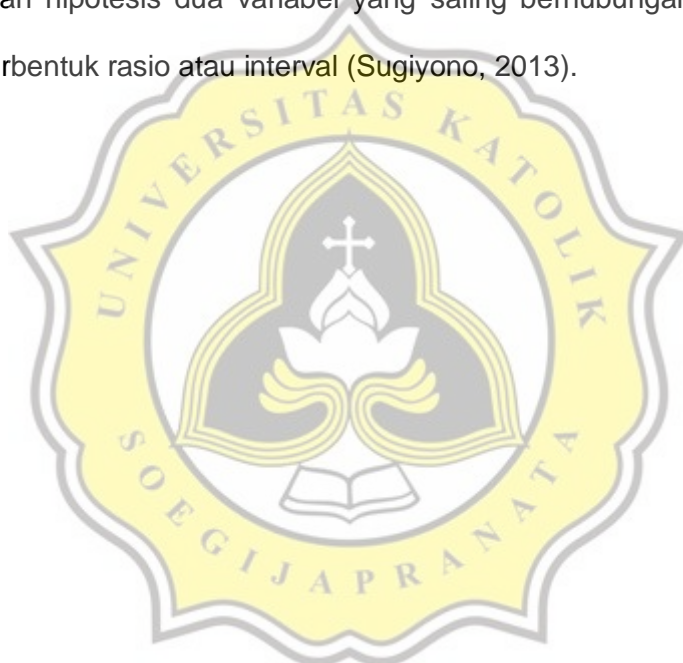 an hipotesis dua variabel yang saling berhubungan
rbentuk rasio atau interval (Sugiyono, 2013).
UNIVERSITAS KATOLIK
SOEGIJAPRANATA